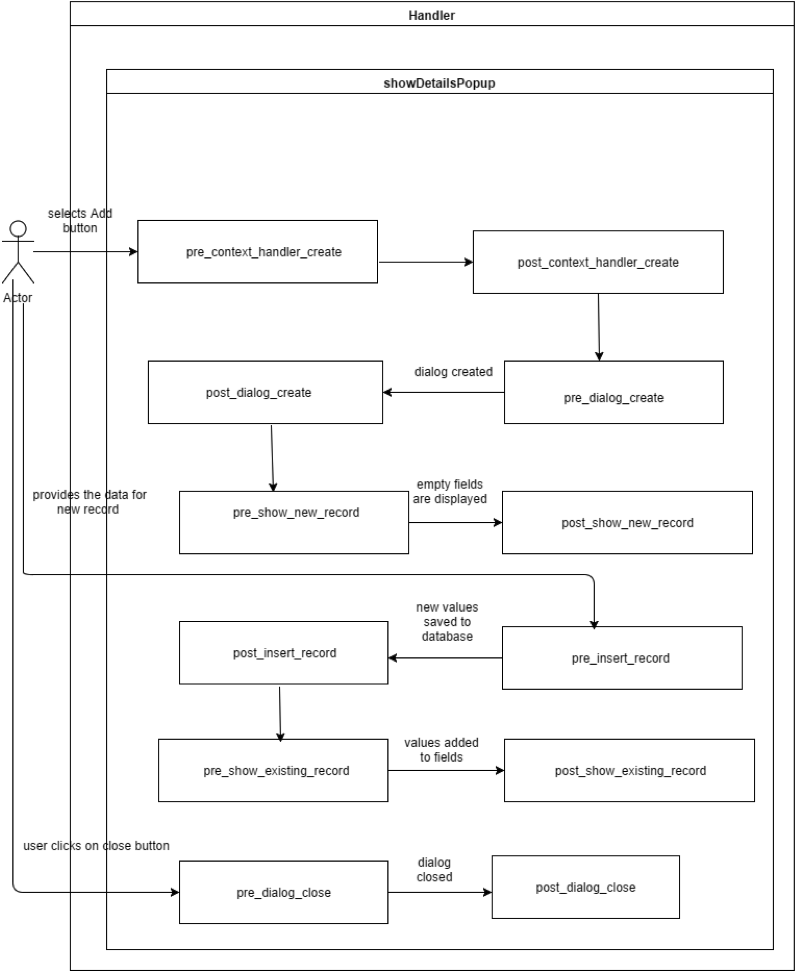 Handler
showDetailsPopup
selects Add
button
pre_context_handler_create
post_context_handler_create
Actor
dialog created
post_dialog_create
pre_dialog_create
provides the data for
new record
pre_show_new_record
empty fields
are displayed
post_show_new_record
new values
saved to
database
post_insert_record
pre_insert_record
pre_show_existing_record
values added
to fields
post_show_existing_record
user clicks on close button
pre_dialog_close
dialog
closed
post_dialog_close